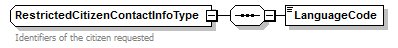 RestrictedCitizenContactInfoType
LanguageCode
Identifiers of the citizen requested